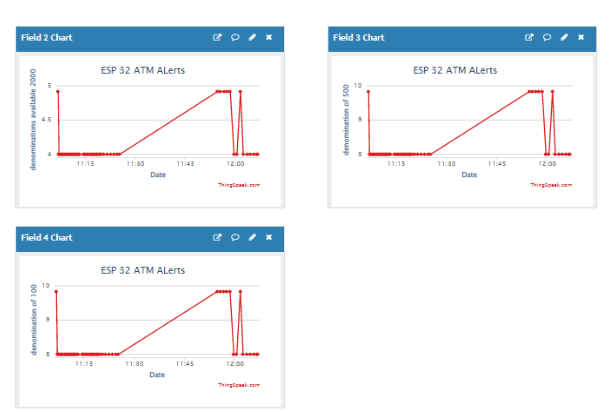 Field 2 Chart
ESP 32 ATM ALerts
denominations available 2000
5
4.5
4
11:15
11:30
11:45
12:00
Date
ThingSpeak.com
Field 3 Chart
ESP 32 ATM ALerts
denomination of 500
10
9
8
11:15
11:30
11:45
12:00
Date
ThingSpeak.com
Field 4 Chart
ESP 32 ATM ALerts
denomination of 100
10
9
8
11:15
11:30
11:45
12:00
Date
ThingSpeak.com